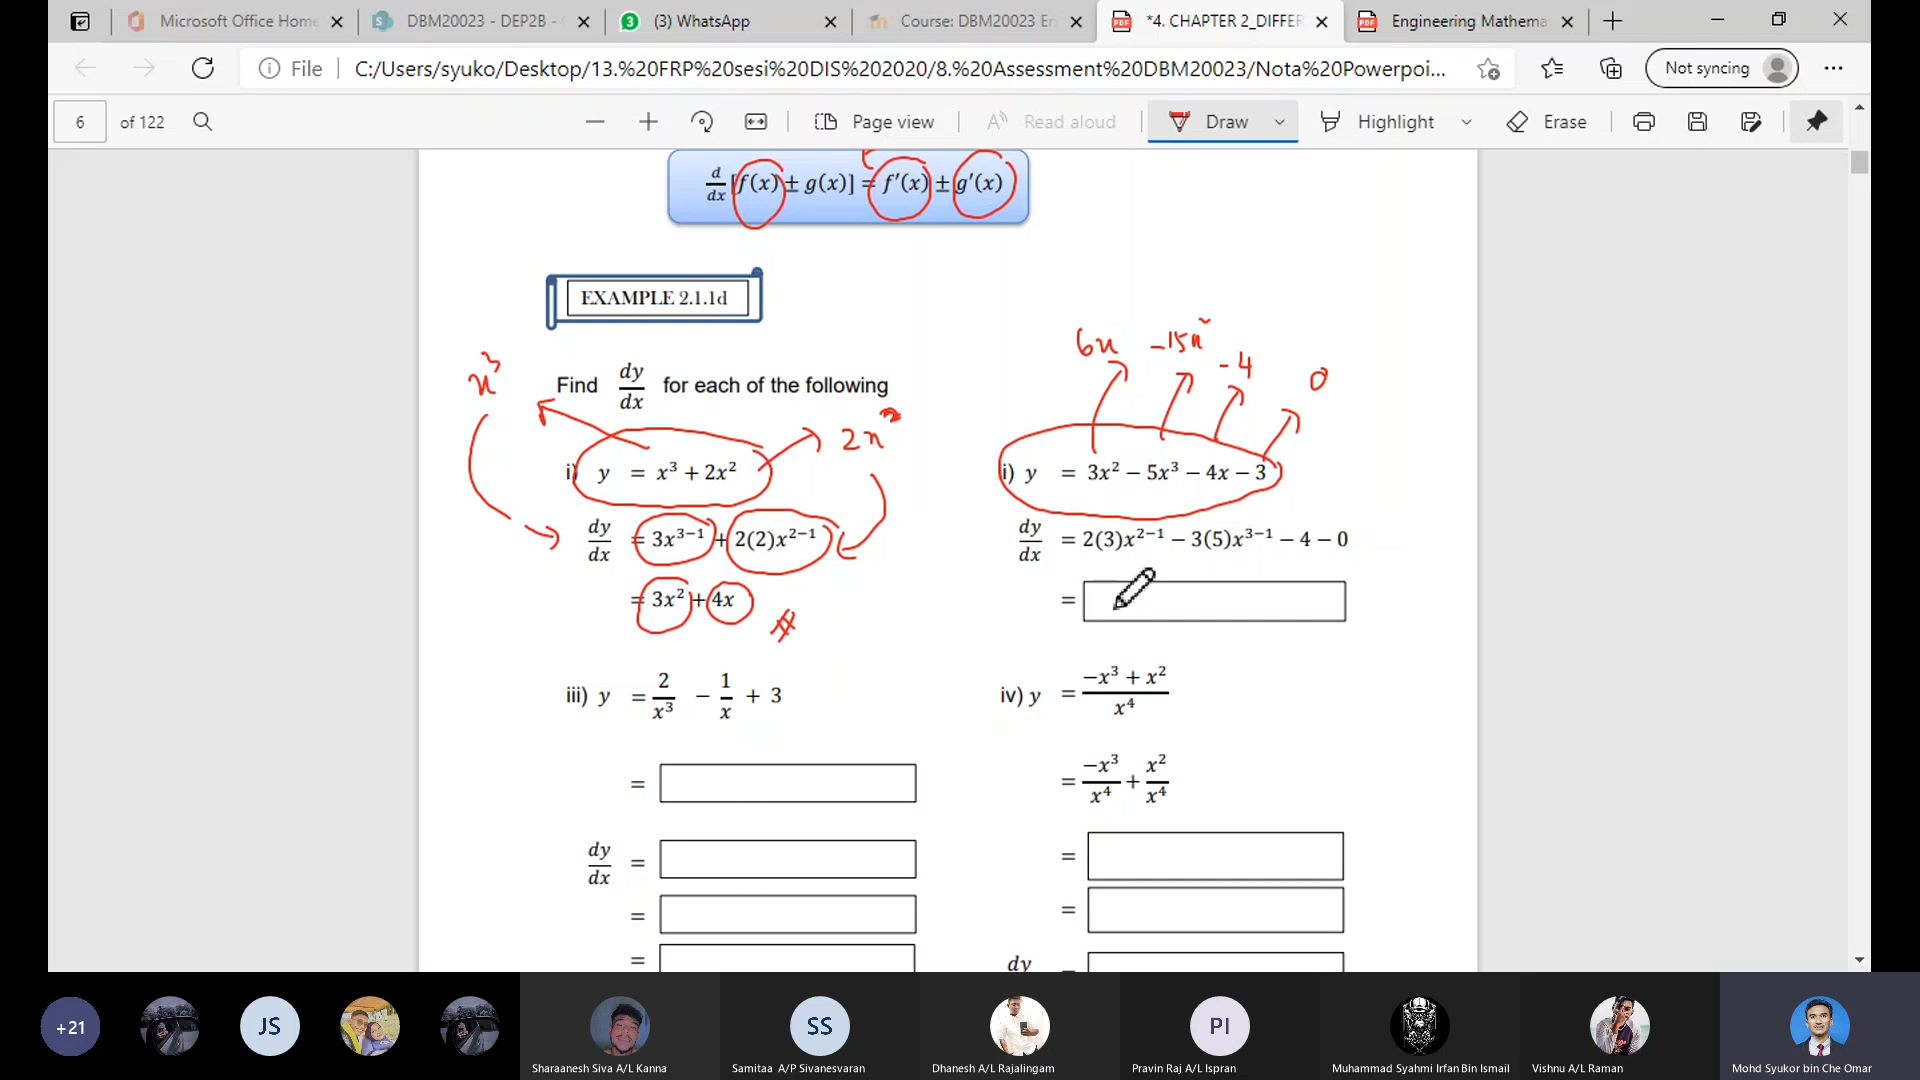 Microsoft Office Home
DBM20023 - DEP2B -
(3) WhatsApp
Course: DBM20023 En
*4. CHAPTER 2_DIFFER
Engineering Mathema
File
C:/Users/syuko/Desktop/13.%20FRP%20sesi%20DIS%202020/8.%20Assessment%20DBM20023/Nota%20Powerpoi...
Not syncing
6 of 122
Page view
Read aloud
Draw
Highlight
Erase
d/dx [f(x) ± g(x)] = f′(x) ± g′(x)
EXAMPLE 2.1.1d
6x -15x² -4 0
x³
Find dy/dx for each of the following
2x²
i) y = x³ + 2x²
i) y = 3x² − 5x³ − 4x − 3
dy/dx = 3x³⁻¹ + 2(2)x²⁻¹
dy/dx = 2(3)x²⁻¹ − 3(5)x³⁻¹ − 4 − 0
= 3x² + 4x #
=
iii) y = 2/x³ − 1/x + 3
iv) y = (−x³ + x²)/x⁴
=
= −x³/x⁴ + x²/x⁴
dy/dx =
=
=
=
=
dy
+21
JS
SS
PI
Sharaanesh Siva A/L Kanna
Samitaa A/P Sivanesvaran
Dhanesh A/L Rajalingam
Pravin Raj A/L Ispran
Muhammad Syahmi Irfan Bin Ismail
Vishnu A/L Raman
Mohd Syukor bin Che Omar